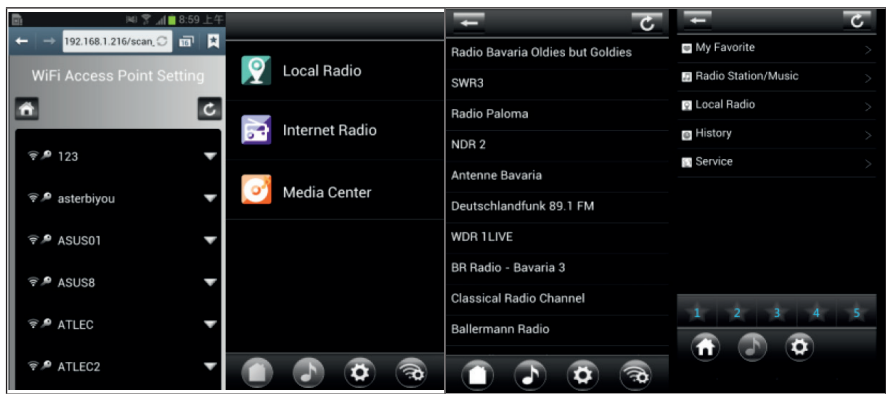 8:59 上午
192.168.1.216/scan_
16
WiFi Access Point Setting
123
asterbiyou
ASUS01
ASUS8
ATLEC
ATLEC2
Local Radio
Internet Radio
Media Center
Radio Bavaria Oldies but Goldies
SWR3
Radio Paloma
NDR 2
Antenne Bavaria
Deutschlandfunk 89.1 FM
WDR 1LIVE
BR Radio - Bavaria 3
Classical Radio Channel
Ballermann Radio
My Favorite
Radio Station/Music
Local Radio
History
Service
1 2 3 4 5